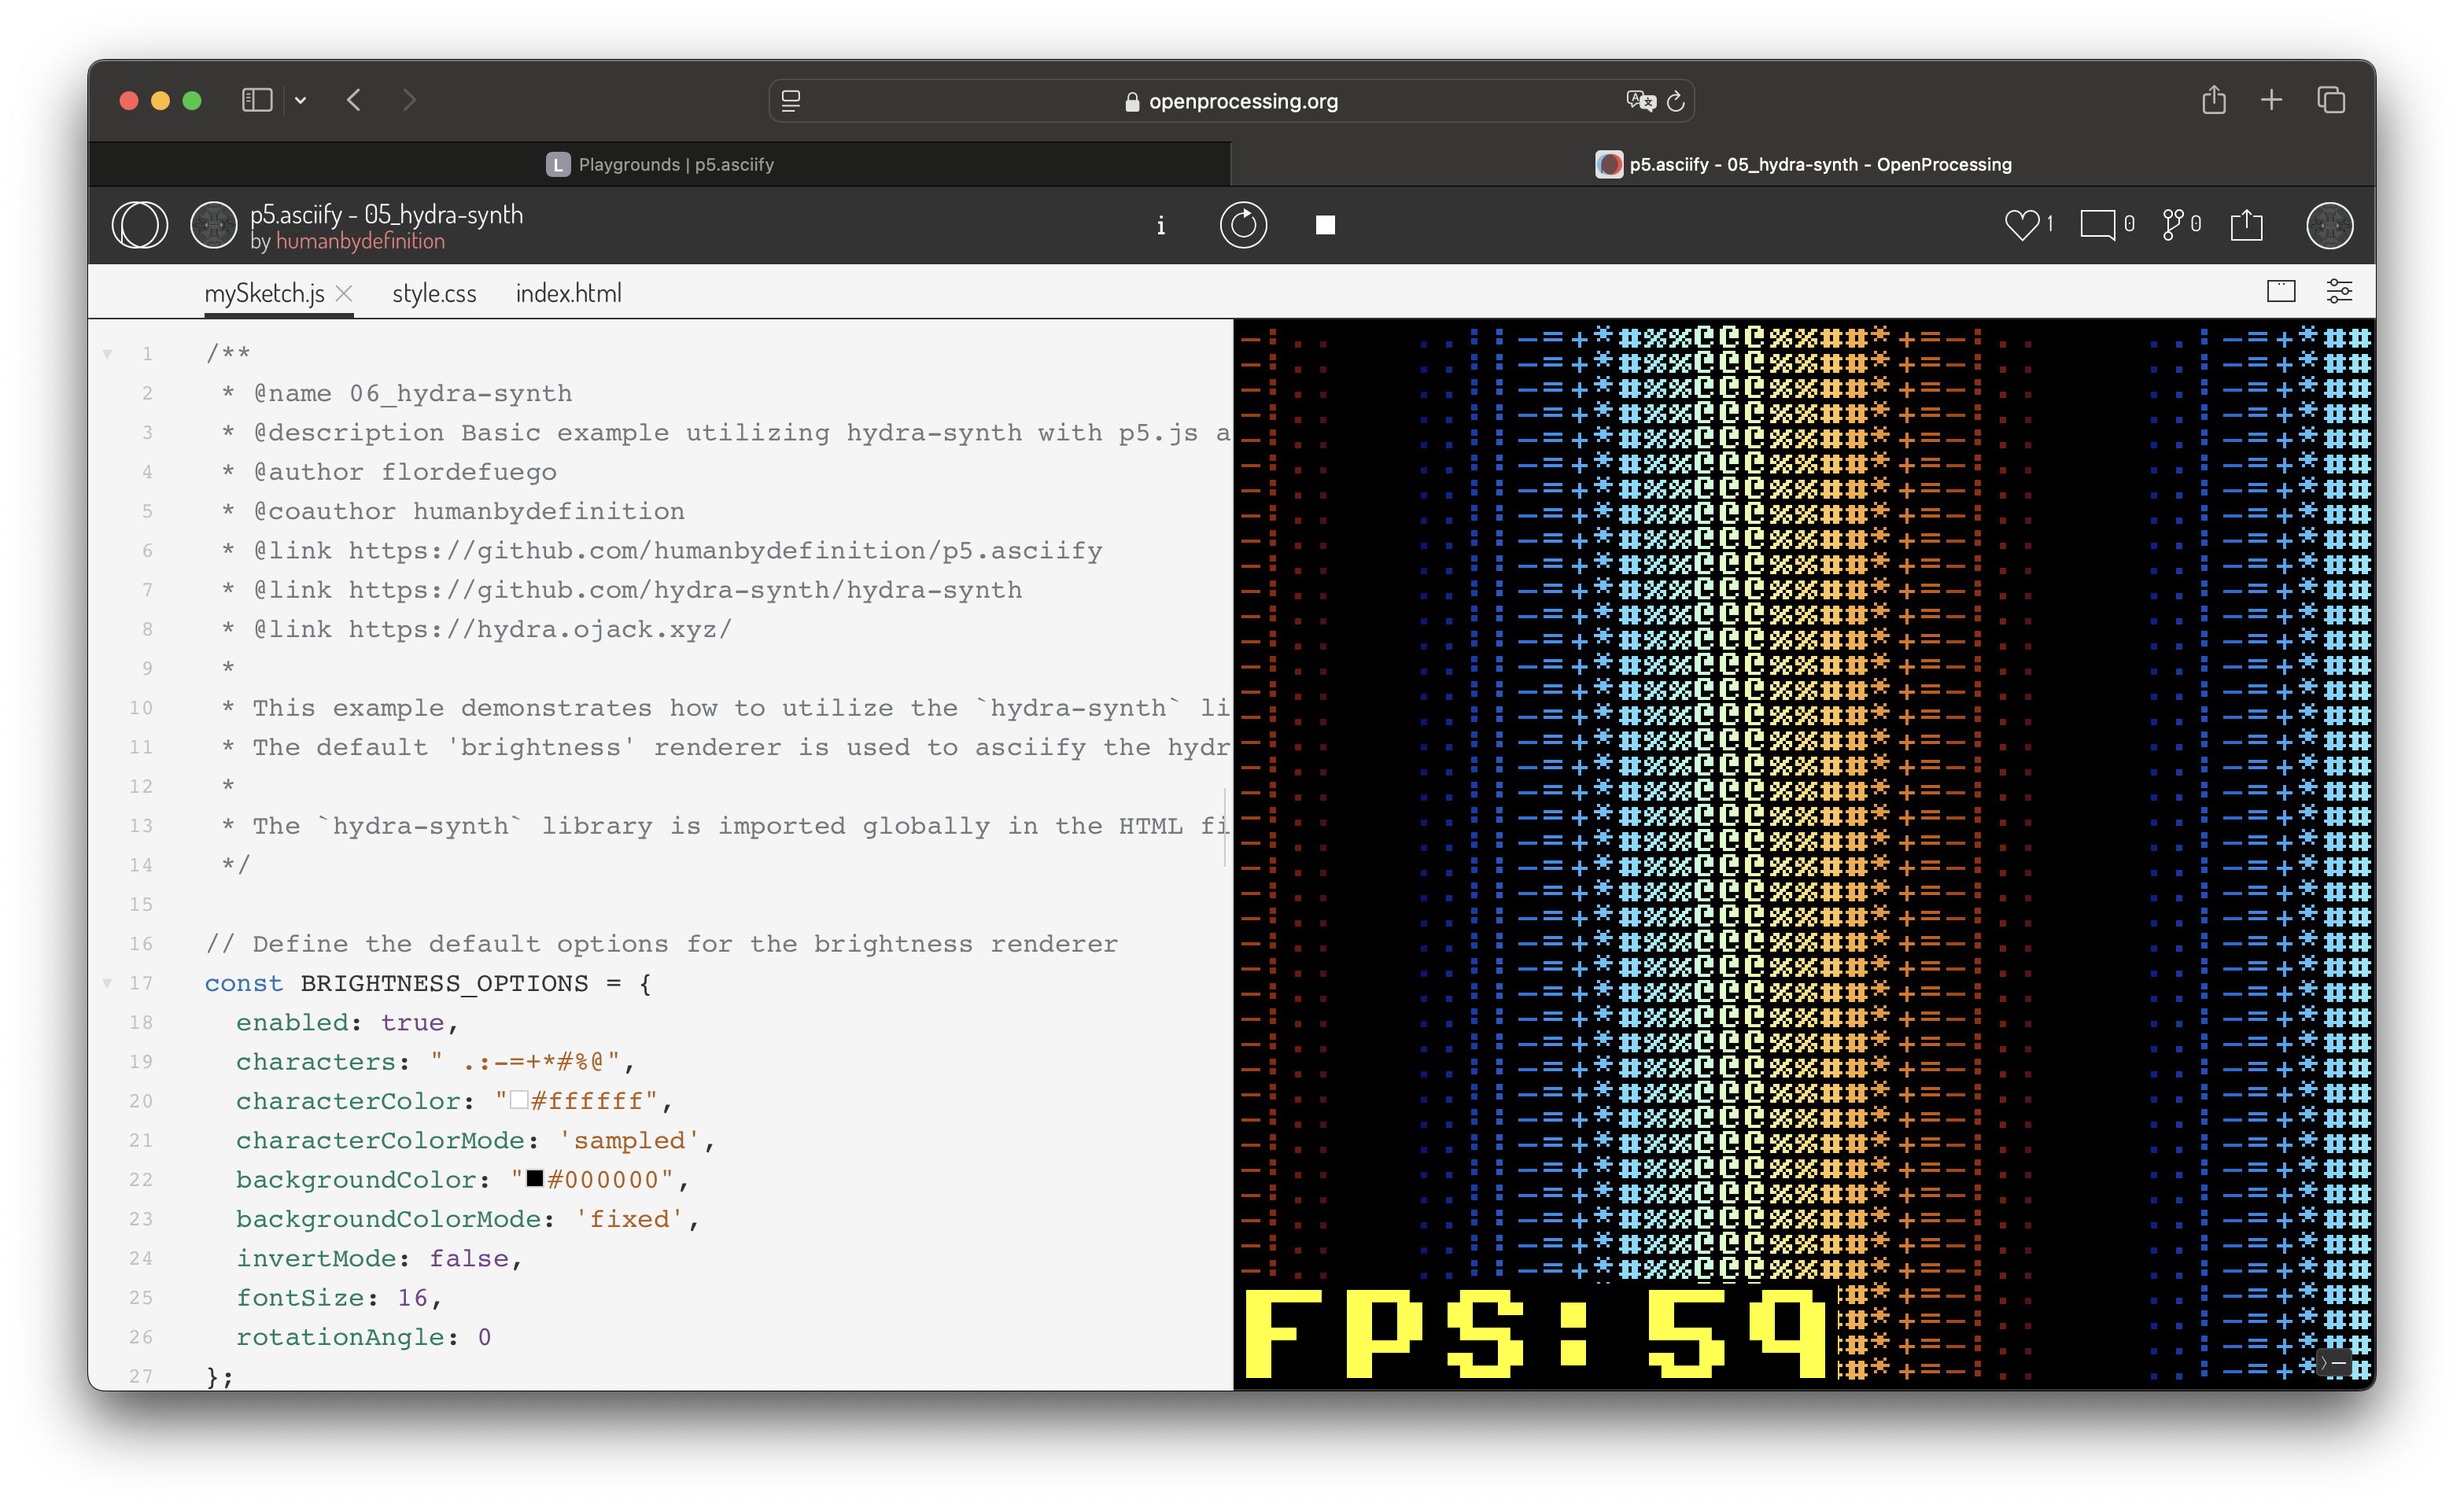 openprocessing.org
L Playgrounds | p5.asciify
p5.asciify - 05_hydra-synth - OpenProcessing
p5.asciify - 05_hydra-synth
by humanbydefinition
i
1
0
0
mySketch.js
style.css
index.html
1 /**
2 * @name 06_hydra-synth
3 * @description Basic example utilizing hydra-synth with p5.js a
4 * @author flordefuego
5 * @coauthor humanbydefinition
6 * @link https://github.com/humanbydefinition/p5.asciify
7 * @link https://github.com/hydra-synth/hydra-synth
8 * @link https://hydra.ojack.xyz/
9 *
10 * This example demonstrates how to utilize the `hydra-synth` li
11 * The default 'brightness' renderer is used to asciify the hydr
12 *
13 * The `hydra-synth` library is imported globally in the HTML fi
14 */
15
16 // Define the default options for the brightness renderer
17 const BRIGHTNESS_OPTIONS = {
18 enabled: true,
19 characters: " .:-=+*#%@",
20 characterColor: "#ffffff",
21 characterColorMode: 'sampled',
22 backgroundColor: "#000000",
23 backgroundColorMode: 'fixed',
24 invertMode: false,
25 fontSize: 16,
26 rotationAngle: 0
27 };
FPS: 59